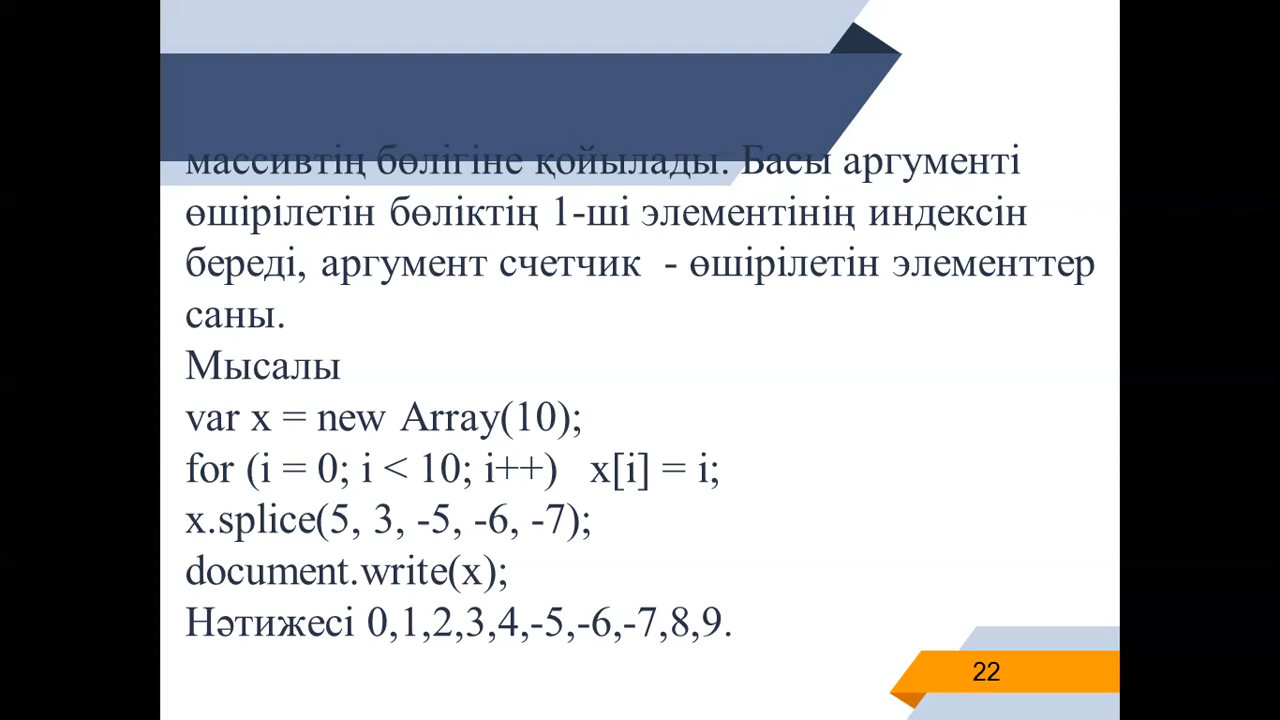 массивтің бөлігіне қойылады. Басы аргументі
өшірілетін бөліктің 1-ші элементінің индексін
береді, аргумент счетчик - өшірілетін элементтер
саны.
Мысалы
var x = new Array(10);
for (i = 0; i < 10; i++) x[i] = i;
x.splice(5, 3, -5, -6, -7);
document.write(x);
Нәтижесі 0,1,2,3,4,-5,-6,-7,8,9.
22